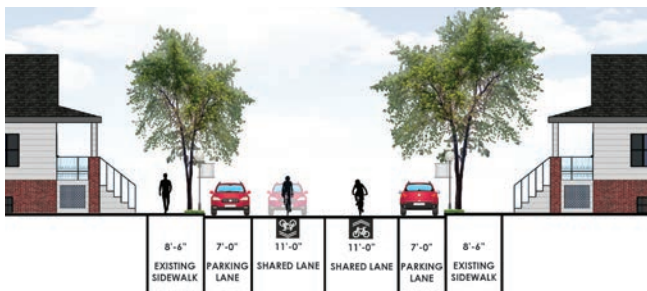 8'-6" 7'-0" 11'-0" 11'-0" 7'-0" 8'-6"
EXISTING SIDEWALK
PARKING LANE
SHARED LANE
SHARED LANE
PARKING LANE
EXISTING SIDEWALK